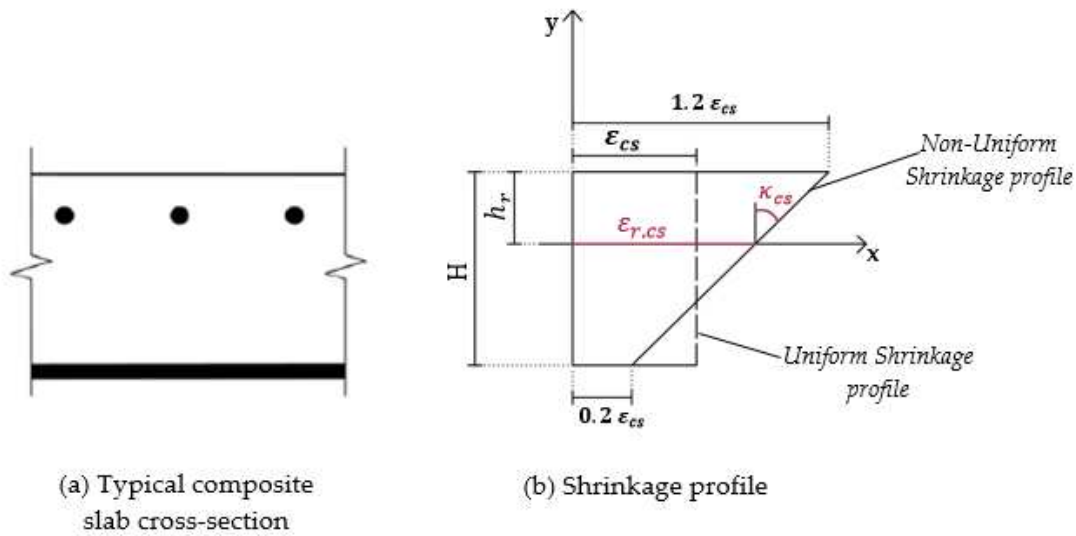 y
1.2 ε_cs
ε_cs
Non-Uniform
Shrinkage profile
κ_cs
h_r
ε_r.cs
x
H
Uniform Shrinkage
profile
0.2 ε_cs
(a) Typical composite
slab cross-section
(b) Shrinkage profile